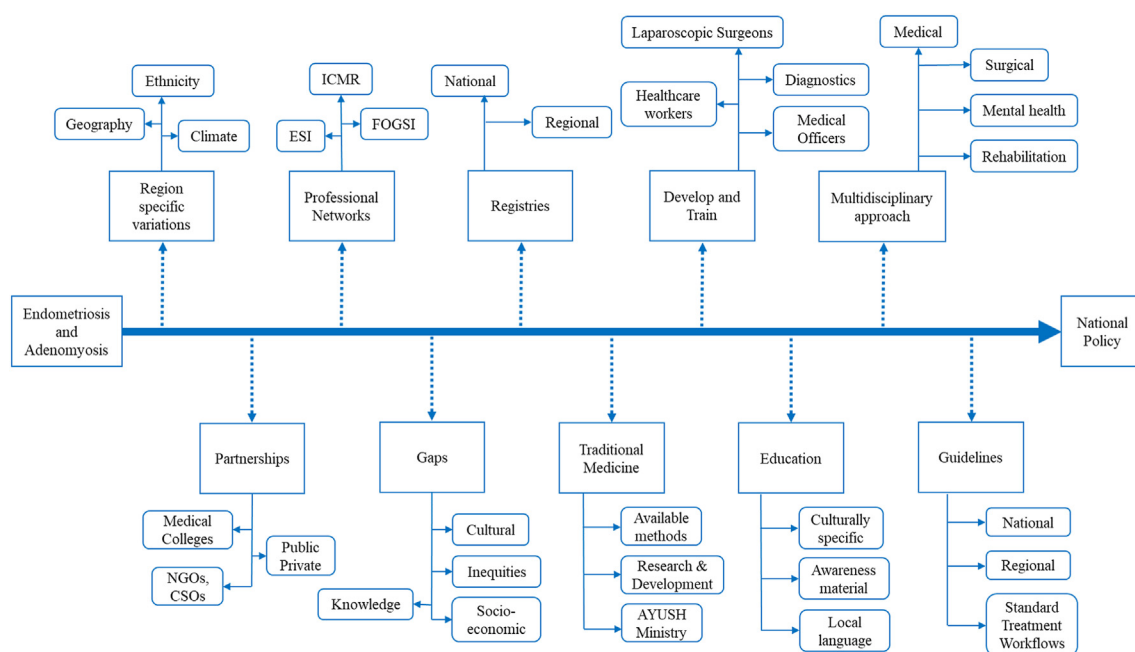 Laparoscopic Surgeons
Medical
Ethnicity
ICMR
National
Diagnostics
Surgical
Healthcare
workers
Geography
Climate
ESI
FOGSI
Regional
Medical
Officers
Mental health
Rehabilitation
Region
specific
variations
Professional
Networks
Registries
Develop and
Train
Multidisciplinary
approach
Endometriosis
and
Adenomyosis
National
Policy
Partnerships
Gaps
Traditional
Medicine
Education
Guidelines
Medical
Colleges
Public
Private
NGOs,
CSOs
Cultural
Inequities
Knowledge
Socio-
economic
Available
methods
Research &
Development
AYUSH
Ministry
Culturally
specific
Awareness
material
Local
language
National
Regional
Standard
Treatment
Workflows